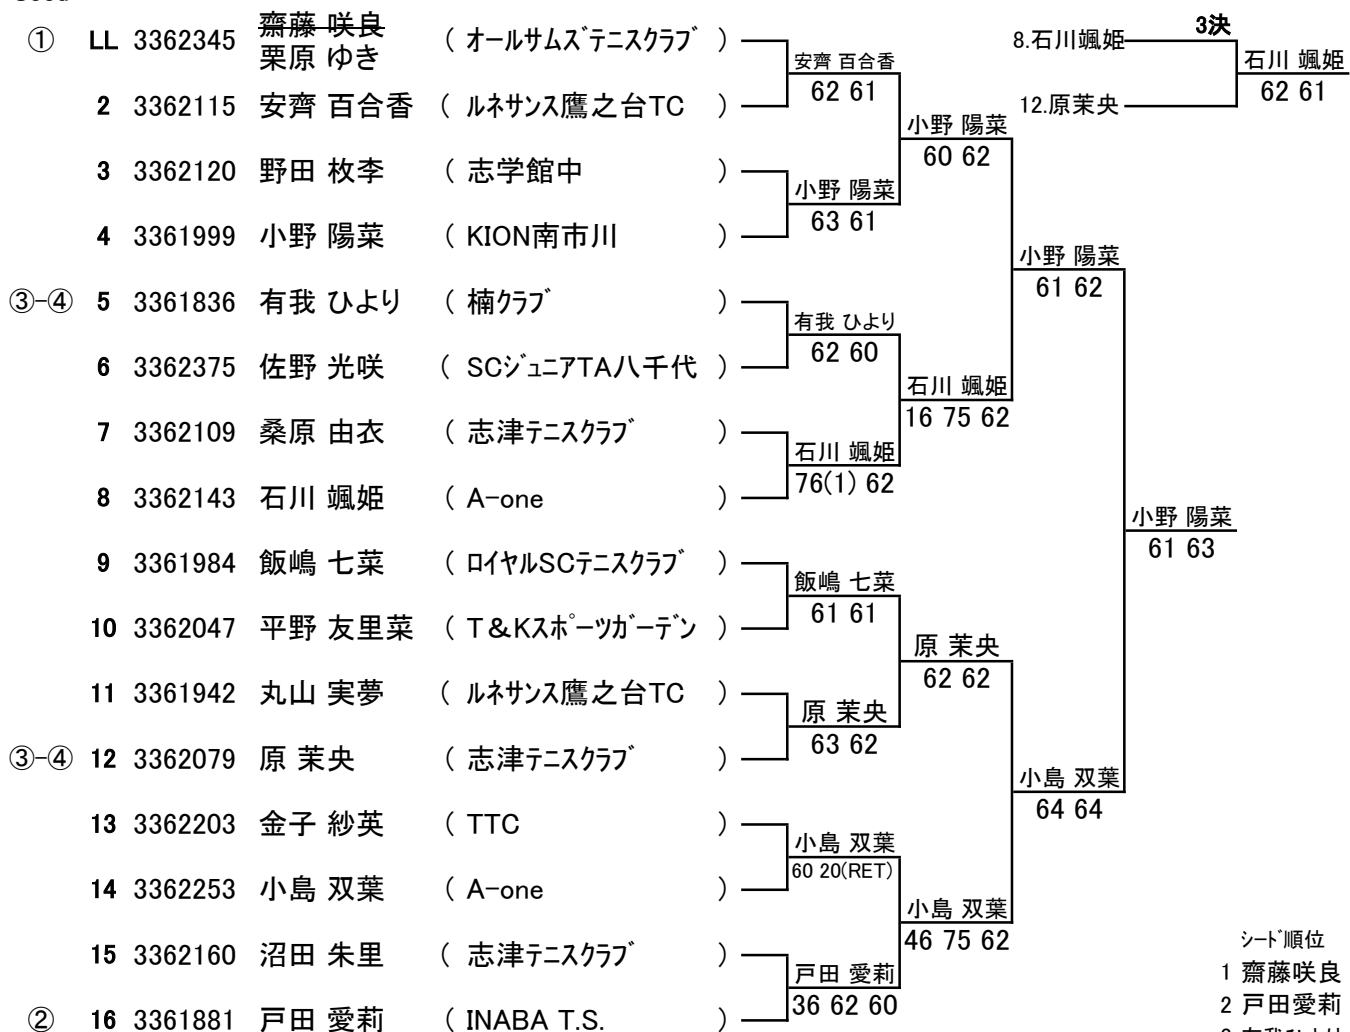 ① LL 3362345 齋藤 咲良 ( オールサムズテニスクラブ )
栗原 ゆき
2 3362115 安齊 百合香 ( ルネサンス鷹之台TC )
3 3362120 野田 枚李 ( 志学館中 )
4 3361999 小野 陽菜 ( KION南市川 )
③-④ 5 3361836 有我 ひより ( 楠クラブ )
6 3362375 佐野 光咲 ( SCジュニアTA八千代 )
7 3362109 桑原 由衣 ( 志津テニスクラブ )
8 3362143 石川 颯姫 ( A-one )
9 3361984 飯嶋 七菜 ( ロイヤルSCテニスクラブ )
10 3362047 平野 友里菜 ( T&Kスポーツガーデン )
11 3361942 丸山 実夢 ( ルネサンス鷹之台TC )
③-④ 12 3362079 原 茉央 ( 志津テニスクラブ )
13 3362203 金子 紗英 ( TTC )
14 3362253 小島 双葉 ( A-one )
15 3362160 沼田 朱里 ( 志津テニスクラブ )
② 16 3361881 戸田 愛莉 ( INABA T.S. )
安齊 百合香
62 61
小野 陽菜
63 61
有我 ひより
62 60
石川 颯姫
76(1) 62
飯嶋 七菜
61 61
原 茉央
63 62
小島 双葉
60 20(RET)
戸田 愛莉
36 62 60
小野 陽菜
60 62
石川 颯姫
16 75 62
原 茉央
62 62
小島 双葉
46 75 62
小野 陽菜
61 62
小島 双葉
64 64
小野 陽菜
61 63
3決
8.石川颯姫
12.原茉央
石川 颯姫
62 61
シード順位
1 齋藤咲良
2 戸田愛莉